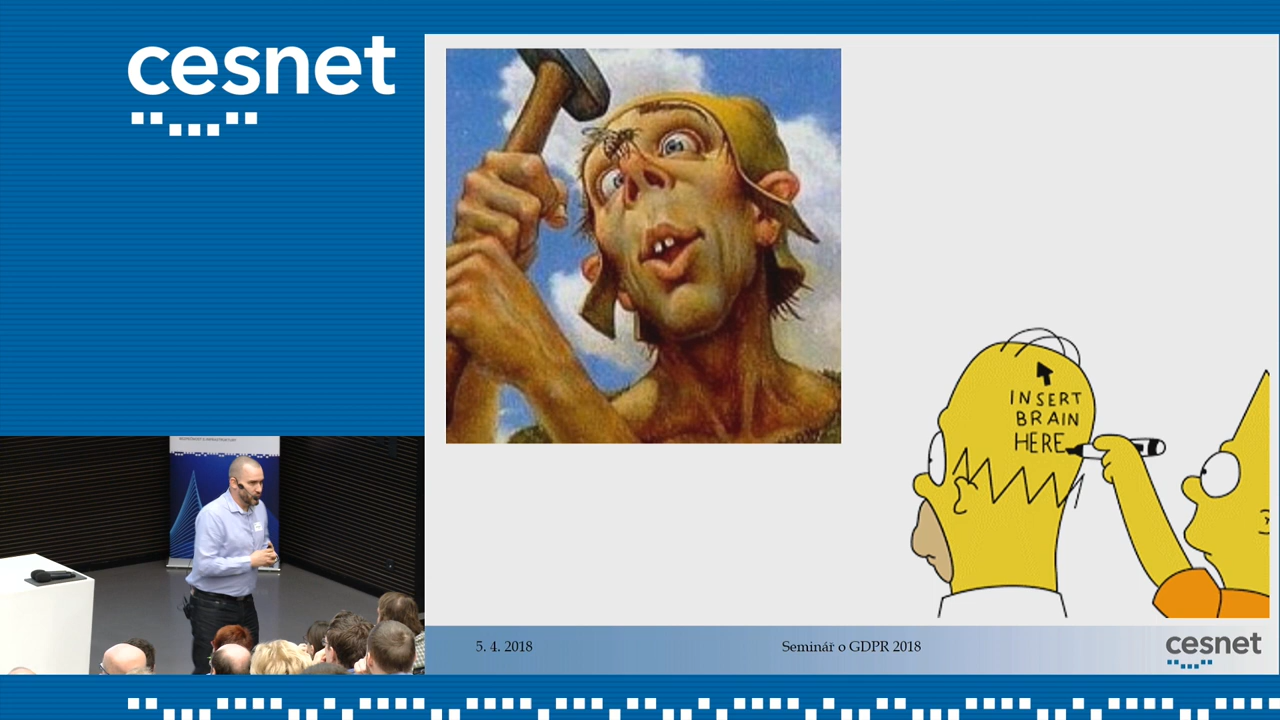 cesnet
INSERT
BRAIN
HERE
5. 4. 2018
Seminář o GDPR 2018
cesnet